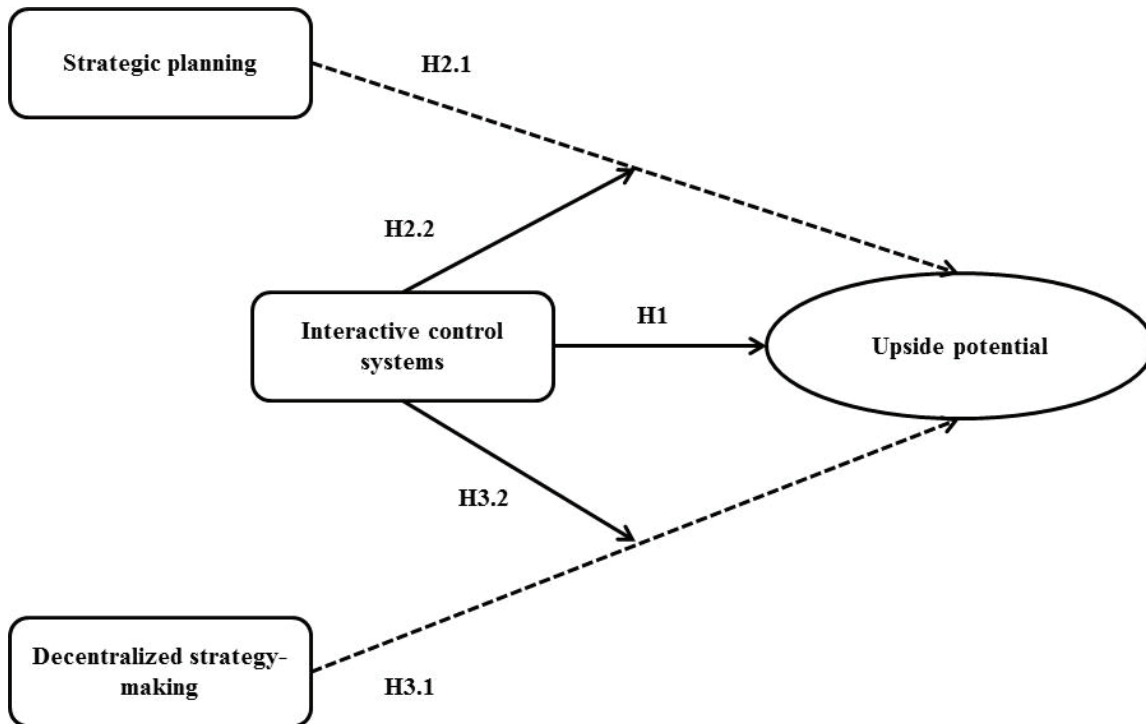 Strategic planning
H2.1
H2.2
Interactive control
systems
H1
Upside potential
H3.2
Decentralized strategy-
making
H3.1